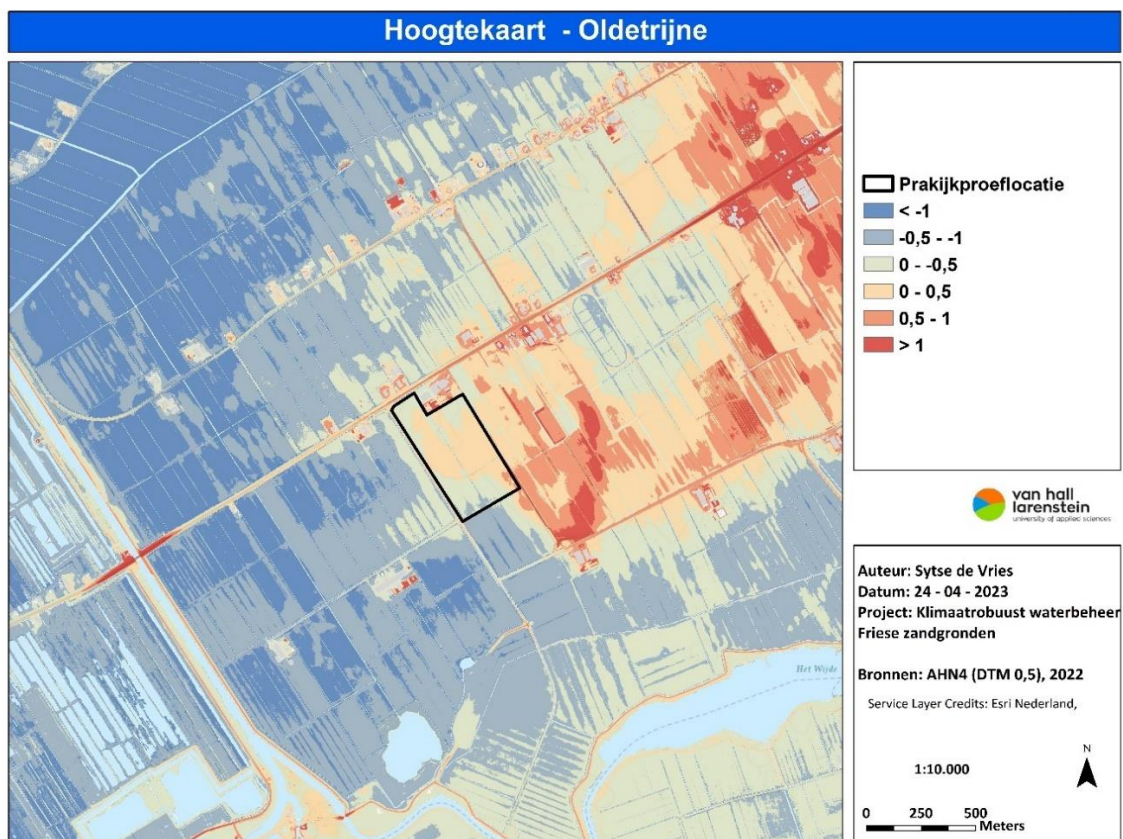 Hoogtekaart - Oldetrijne
Prakijkproeflocatie
< -1
-0,5 - -1
0 - -0,5
0 - 0,5
0,5 - 1
> 1
Het Wijde
van hall
larenstein
university of applied sciences
Auteur: Sytse de Vries
Datum: 24 - 04 - 2023
Project: Klimaatrobuust waterbeheer
Friese zandgronden
Bronnen: AHN4 (DTM 0,5), 2022
Service Layer Credits: Esri Nederland,
N
1:10.000
0 250 500
Meters